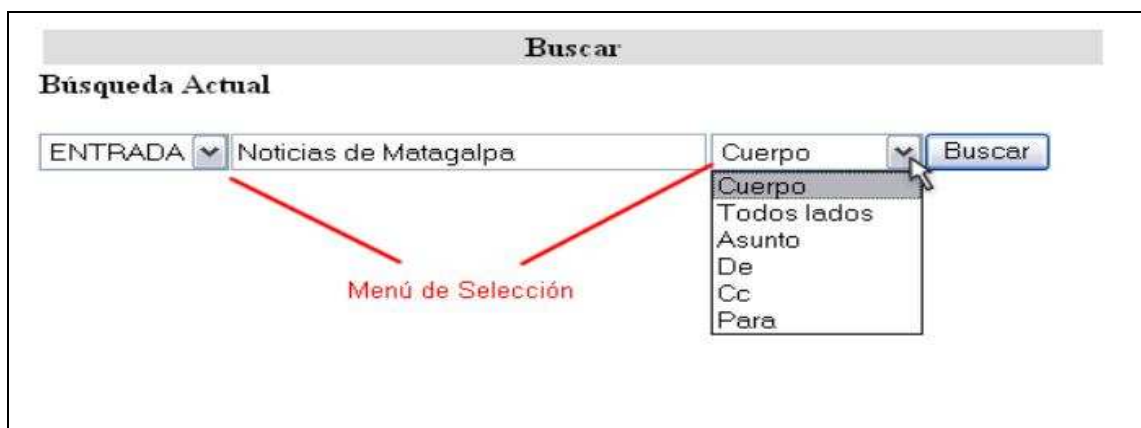 Buscar
Búsqueda Actual
ENTRADA Noticias de Matagalpa Cuerpo Buscar
Cuerpo
Todos lados
Asunto
De
Cc
Para
Menú de Selección